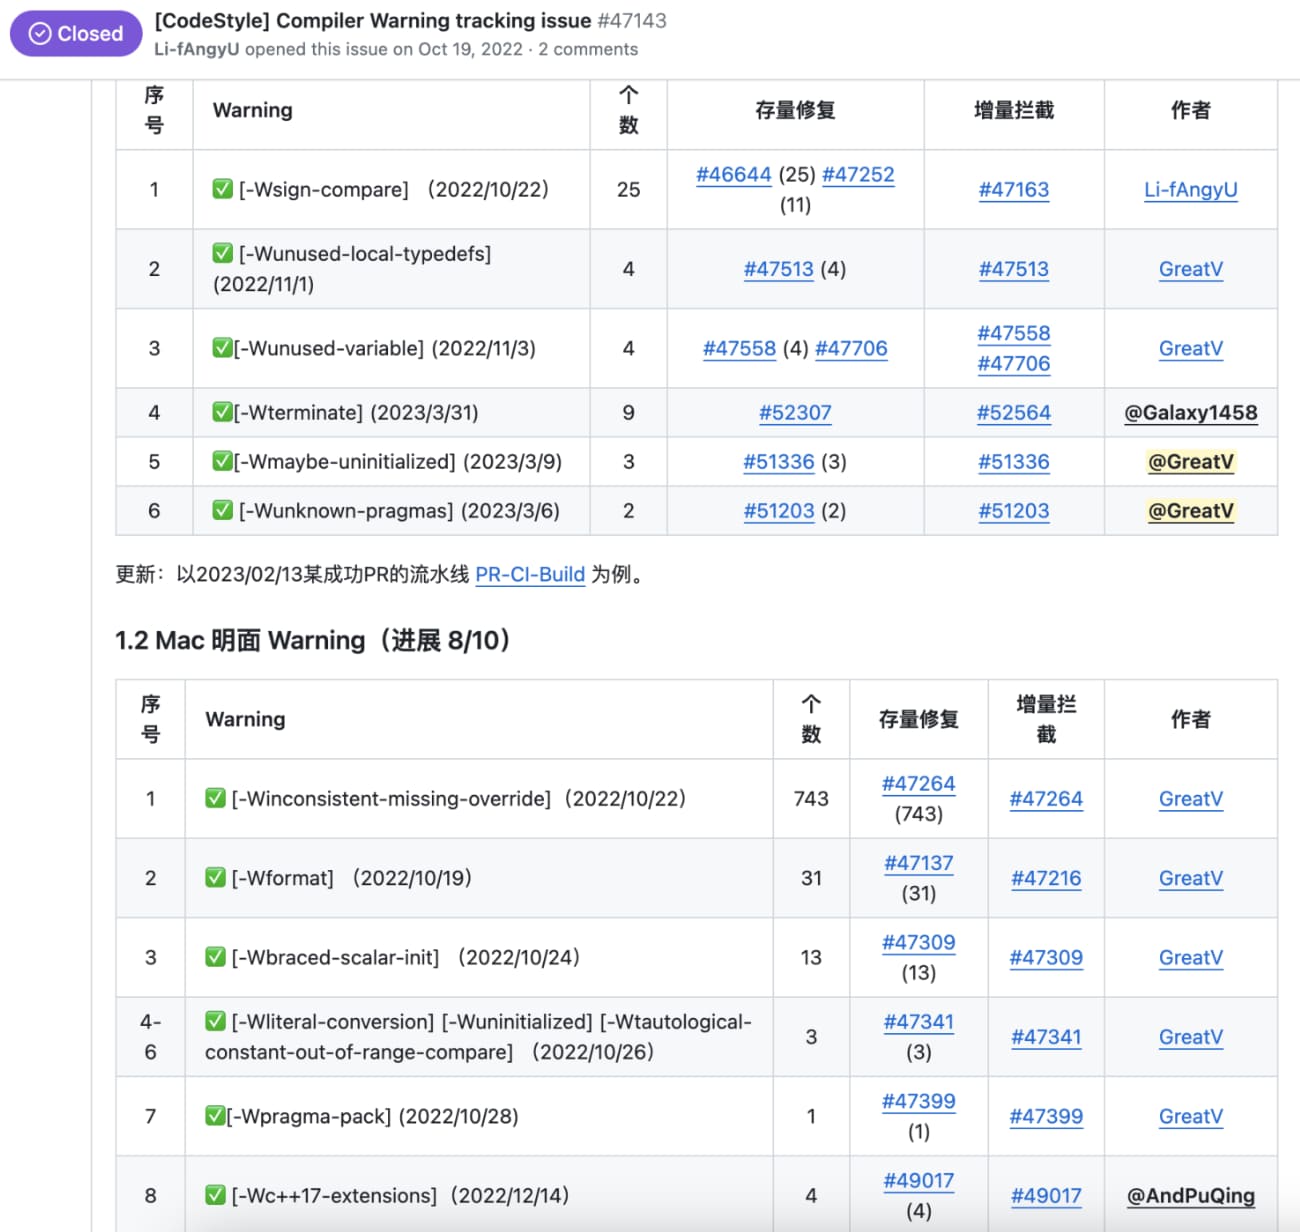 Closed
[CodeStyle] Compiler Warning tracking issue #47143
Li-fAngyU opened this issue on Oct 19, 2022 · 2 comments
序号 Warning 个数 存量修复 增量拦截 作者
1 ✅ [-Wsign-compare] （2022/10/22） 25 #46644 (25) #47252 (11) #47163 Li-fAngyU
2 ✅ [-Wunused-local-typedefs] (2022/11/1) 4 #47513 (4) #47513 GreatV
3 ✅[-Wunused-variable] (2022/11/3) 4 #47558 (4) #47706 #47558 #47706 GreatV
4 ✅[-Wterminate] (2023/3/31) 9 #52307 #52564 @Galaxy1458
5 ✅[-Wmaybe-uninitialized] (2023/3/9) 3 #51336 (3) #51336 @GreatV
6 ✅ [-Wunknown-pragmas] (2023/3/6) 2 #51203 (2) #51203 @GreatV
更新：以2023/02/13某成功PR的流水线 PR-CI-Build 为例。
1.2 Mac 明面 Warning（进展 8/10）
序号 Warning 个数 存量修复 增量拦截 作者
1 ✅ [-Winconsistent-missing-override]（2022/10/22） 743 #47264 (743) #47264 GreatV
2 ✅ [-Wformat] （2022/10/19） 31 #47137 (31) #47216 GreatV
3 ✅ [-Wbraced-scalar-init] （2022/10/24） 13 #47309 (13) #47309 GreatV
4-6 ✅ [-Wliteral-conversion] [-Wuninitialized] [-Wtautological-constant-out-of-range-compare] （2022/10/26） 3 #47341 (3) #47341 GreatV
7 ✅[-Wpragma-pack] (2022/10/28) 1 #47399 (1) #47399 GreatV
8 ✅ [-Wc++17-extensions]（2022/12/14） 4 #49017 (4) #49017 @AndPuQing